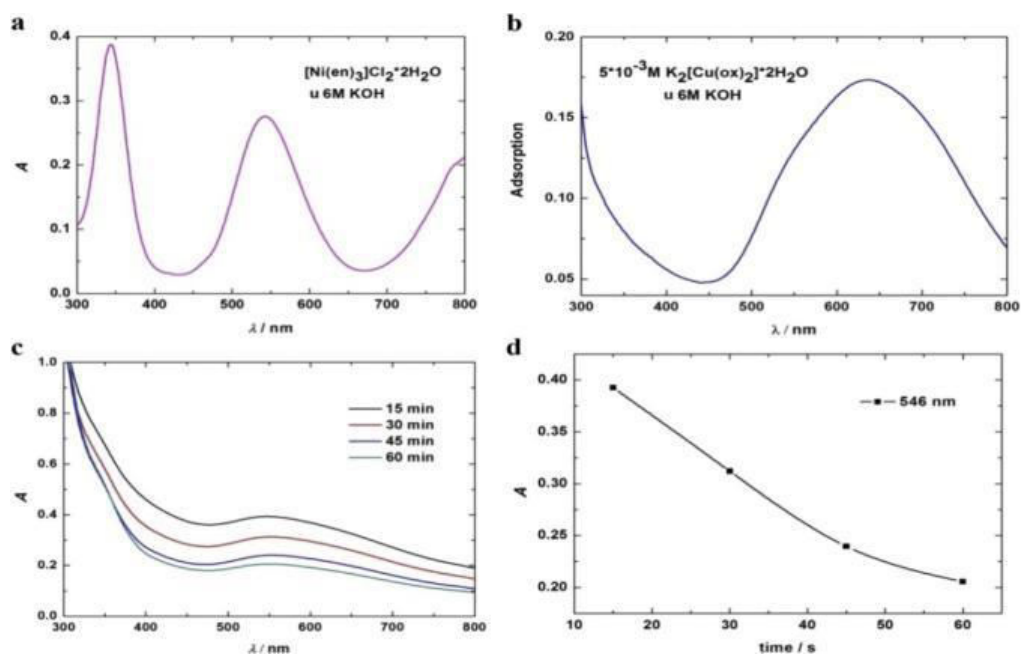 a
0.4
0.3
0.2
0.1
0.0
A
[Ni(en)₃]Cl₂*2H₂O
u 6M KOH
300 400 500 600 700 800
λ / nm
b
0.20
0.15
0.10
0.05
Adsorption
5*10⁻³M K₂[Cu(ox)₂]*2H₂O
u 6M KOH
300 400 500 600 700 800
λ / nm
c
1.0
0.8
0.6
0.4
0.2
0.0
A
15 min
30 min
45 min
60 min
300 400 500 600 700 800
λ / nm
d
0.40
0.35
0.30
0.25
0.20
A
546 nm
10 20 30 40 50 60
time / s